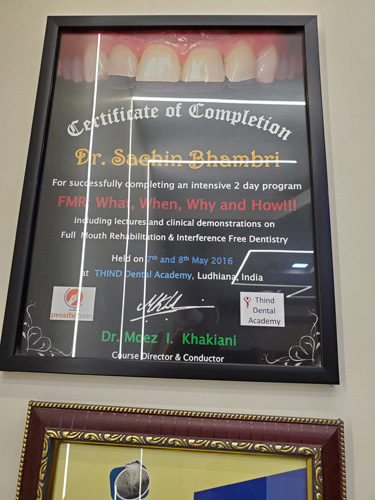 Certificate of Completion
Dr. Sachin Bhambri
For successfully completing an intensive 2 day program
FMR: What, When, Why and How!!!
including lectures and clinical demonstrations on
Full Mouth Rehabilitation & Interference Free Dentistry
Held on 7th and 8th May 2016
at THIND Dental Academy, Ludhiana, India
prosthotrain
Thind
Dental
Academy
Dr. Moez I. Khakiani
Course Director & Conductor